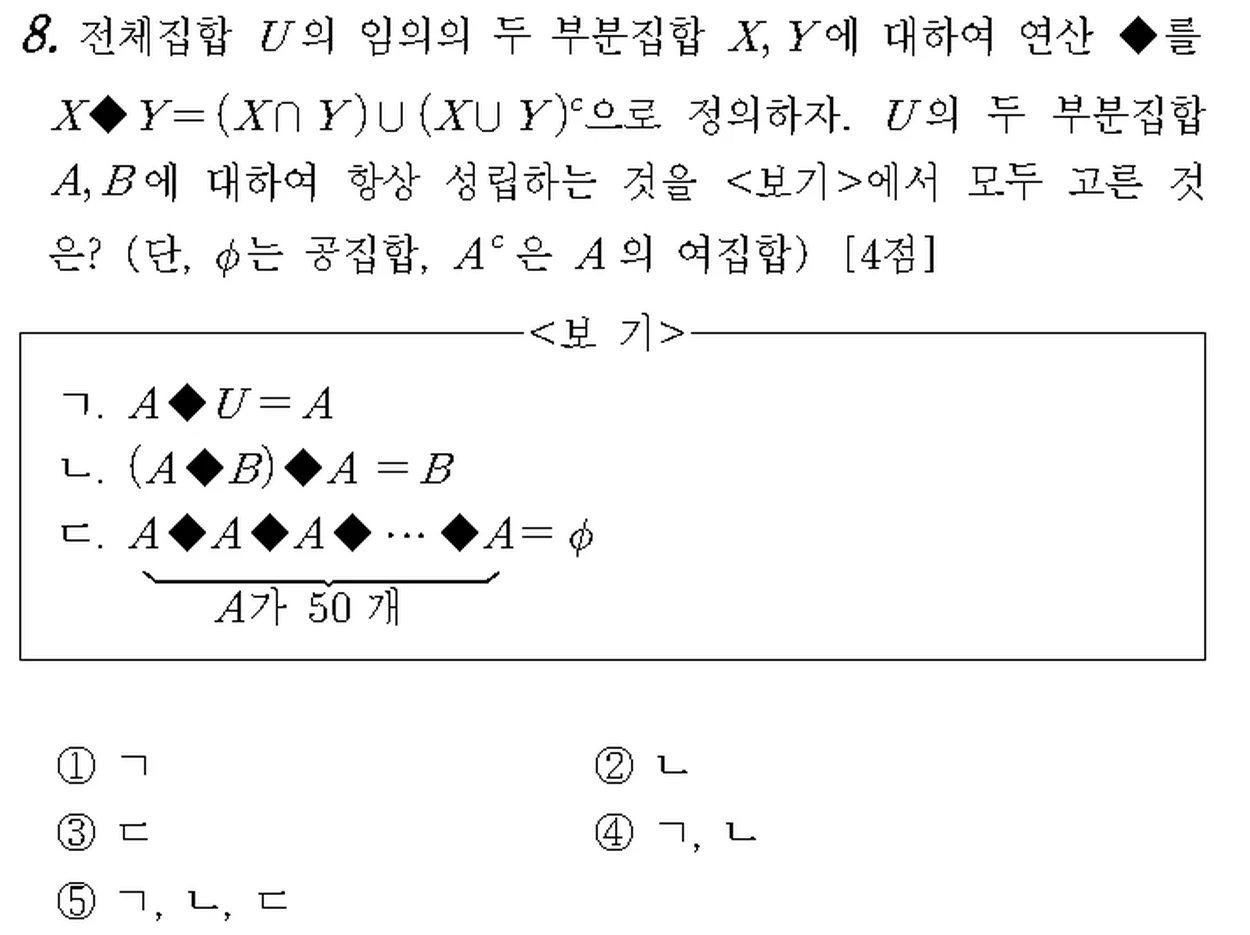 8. 전체집합 U의 임의의 두 부분집합 X, Y에 대하여 연산 ◆를
X◆Y=(X∩Y)∪(X∪Y)ᶜ으로 정의하자. U의 두 부분집합
A, B에 대하여 항상 성립하는 것을 <보기>에서 모두 고른 것
은? (단, ϕ는 공집합, Aᶜ은 A의 여집합) [4점]
<보 기>
ㄱ. A◆U=A
ㄴ. (A◆B)◆A=B
ㄷ. A◆A◆A◆⋯◆A=ϕ
A가 50 개
① ㄱ ② ㄴ
③ ㄷ ④ ㄱ, ㄴ
⑤ ㄱ, ㄴ, ㄷ